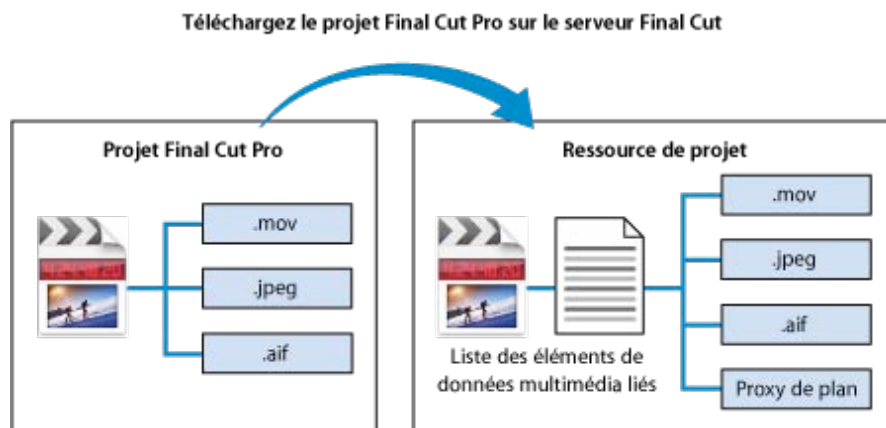 Téléchargez le projet Final Cut Pro sur le serveur Final Cut
Projet Final Cut Pro
.mov
.jpeg
.aif
Ressource de projet
.mov
.jpeg
.aif
Proxy de plan
Liste des éléments de
données multimédia liés